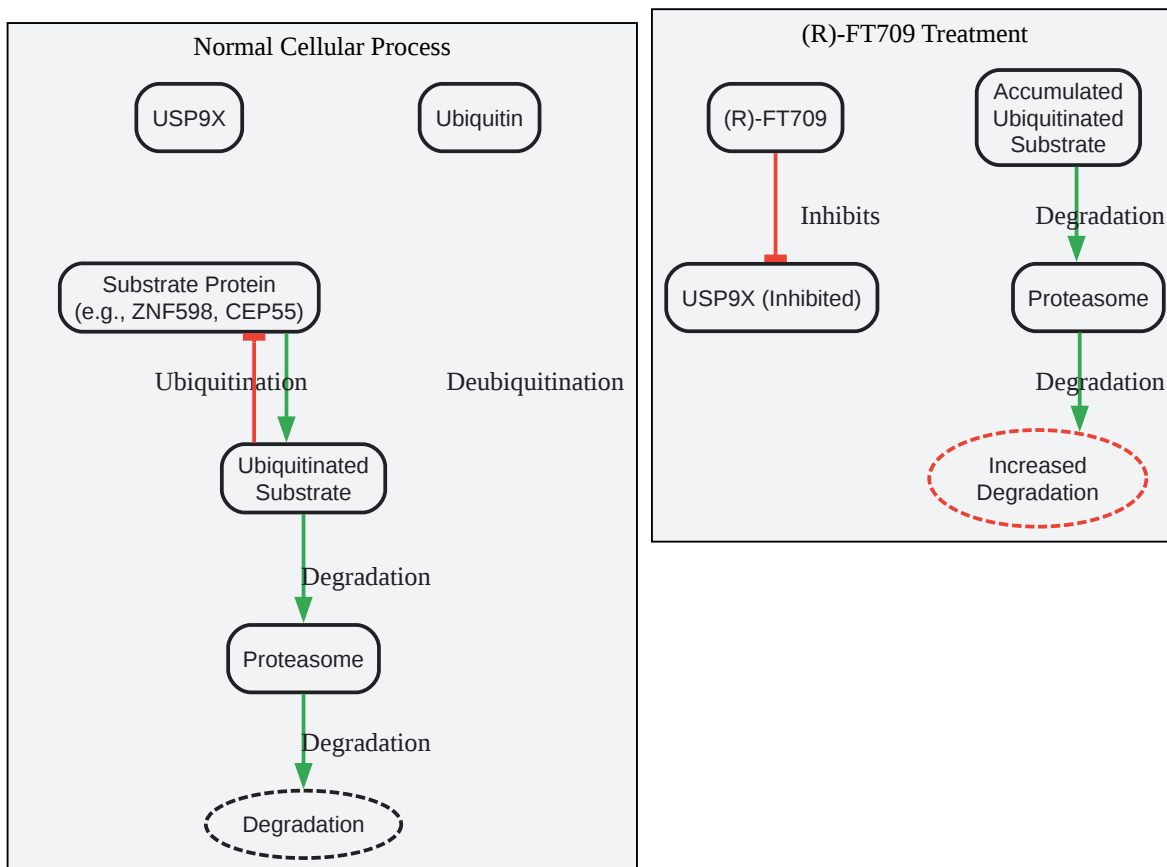 Normal Cellular Process
USP9X
Ubiquitin
Substrate Protein
(e.g., ZNF598, CEP55)
Ubiquitination
Deubiquitination
Ubiquitinated
Substrate
Degradation
Proteasome
Degradation
Degradation
(R)-FT709 Treatment
(R)-FT709
Accumulated
Ubiquitinated
Substrate
Inhibits
Degradation
USP9X (Inhibited)
Proteasome
Degradation
Increased
Degradation